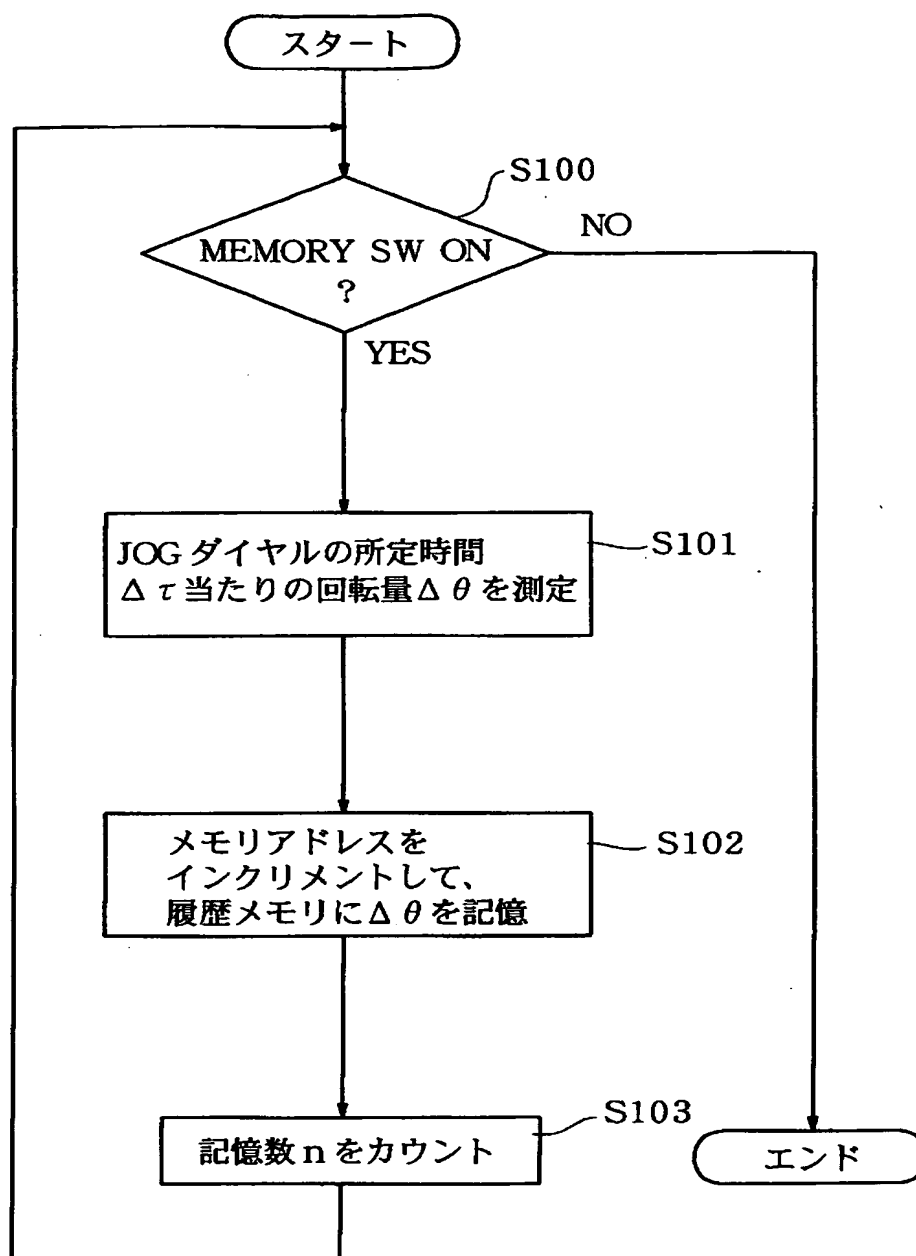 スタート
S100
NO
MEMORY SW ON
?
YES
JOGダイヤルの所定時間
Δτ当たりの回転量Δθを測定
S101
メモリアドレスを
インクリメントして、
履歴メモリにΔθを記憶
S102
S103
記憶数nをカウント
エンド